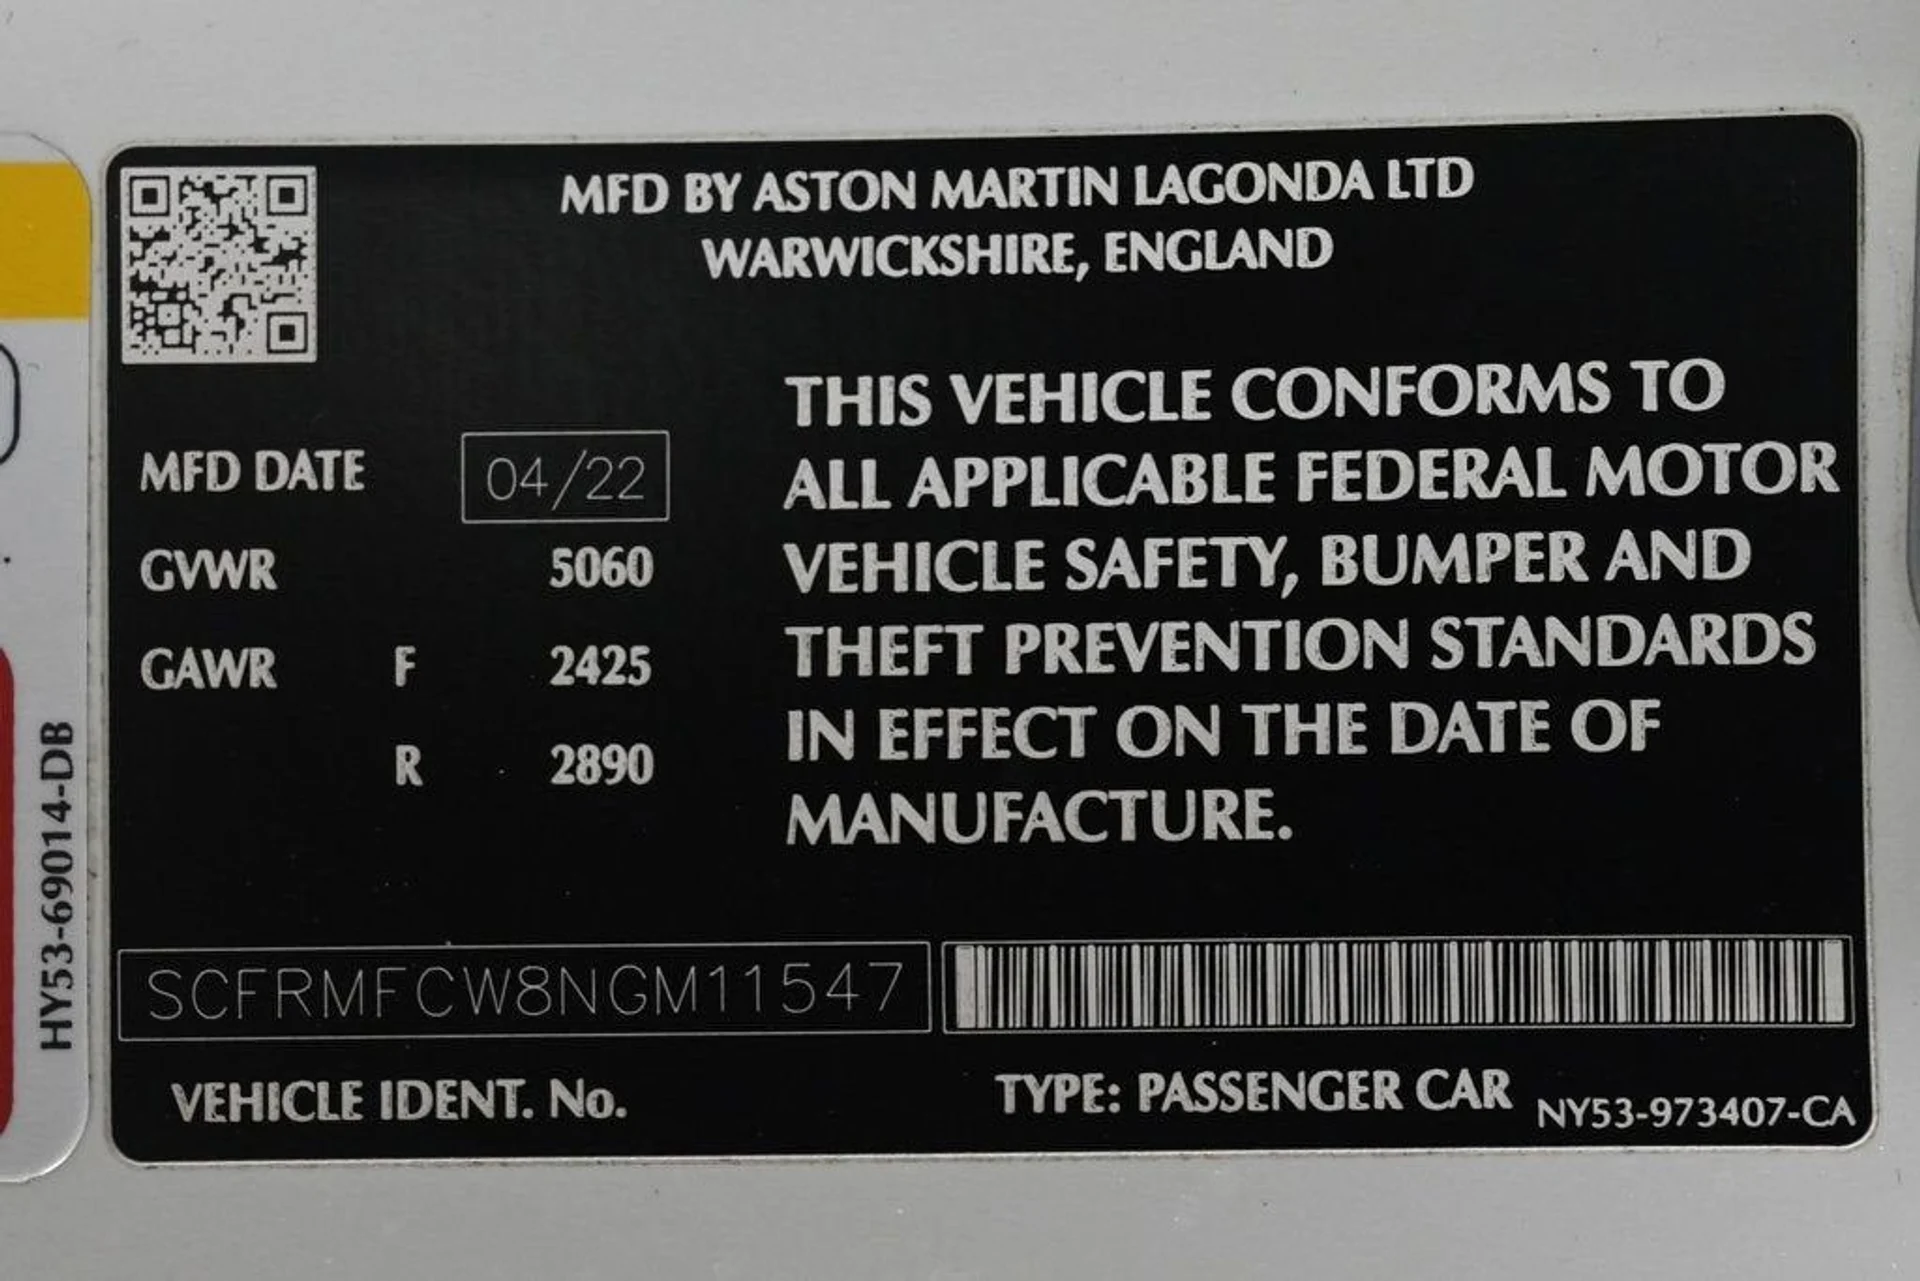 MFD BY ASTON MARTIN LAGONDA LTD
WARWICKSHIRE, ENGLAND
MFD DATE 04/22
GVWR 5060
GAWR F 2425
R 2890
THIS VEHICLE CONFORMS TO
ALL APPLICABLE FEDERAL MOTOR
VEHICLE SAFETY, BUMPER AND
THEFT PREVENTION STANDARDS
IN EFFECT ON THE DATE OF
MANUFACTURE.
SCFRMFCW8NGM11547
VEHICLE IDENT. No.
TYPE: PASSENGER CAR
NY53-973407-CA
HY53-69014-DB